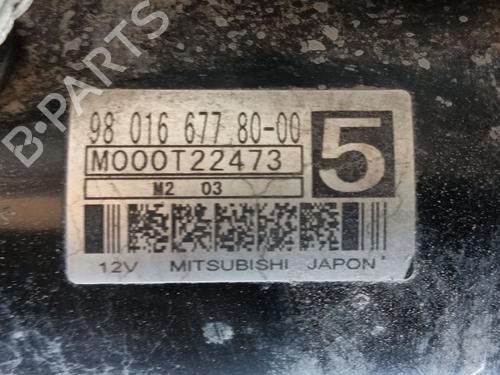 B-PARTS
98 016 677 80-00
M000T22473
5
M2 03
12V MITSUBISHI JAPON